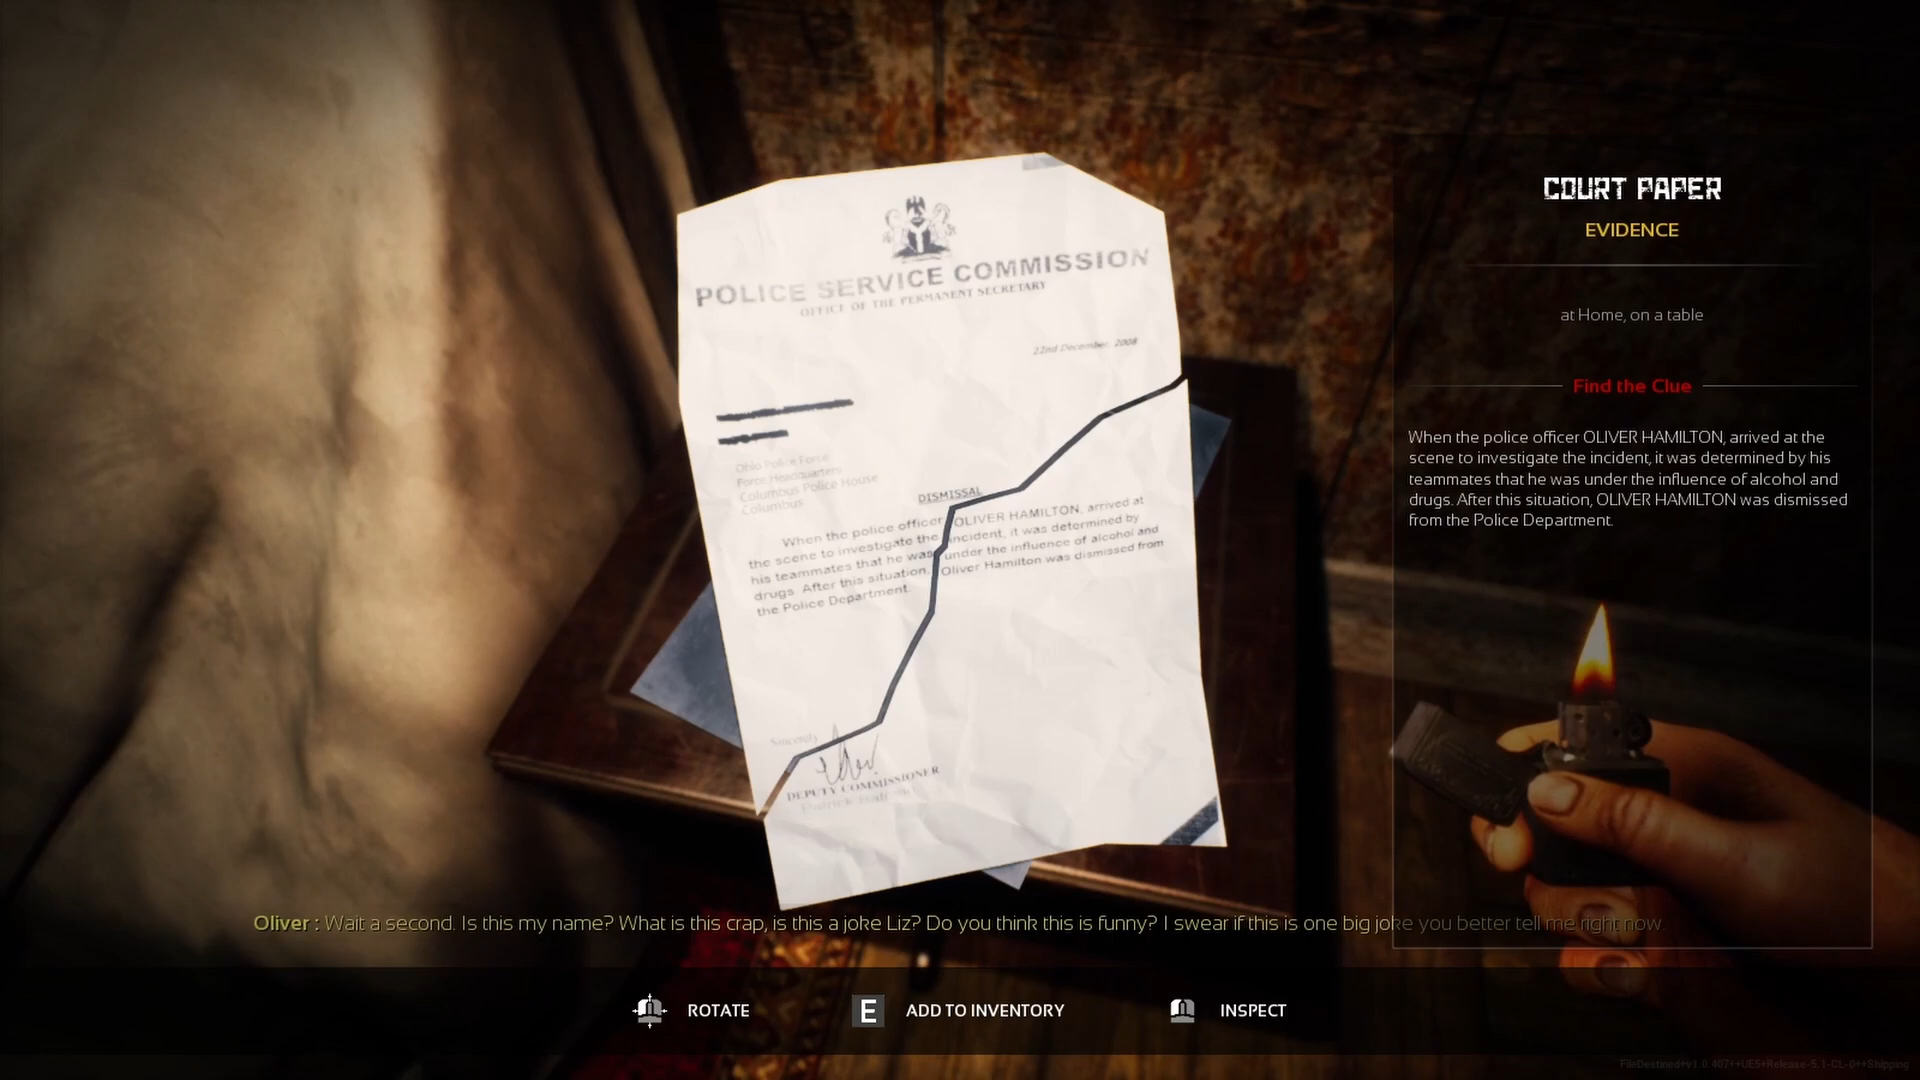 POLICE SERVICE COMMISSION
OFFICE OF THE PERMANENT SECRETARY
22nd December, 2008
Ohio Police Force
Force Headquarters
Columbus Police House
Columbus
DISMISSAL
When the police officer OLIVER HAMILTON, arrived at
the scene to investigate the incident, it was determined by
his teammates that he was under the influence of alcohol and
drugs. After this situation, Oliver Hamilton was dismissed from
the Police Department.
Sincerely
DEPUTY COMMISSIONER
COURT PAPER
EVIDENCE
at Home, on a table
Find the Clue
When the police officer OLIVER HAMILTON, arrived at the
scene to investigate the incident, it was determined by his
teammates that he was under the influence of alcohol and
drugs. After this situation, OLIVER HAMILTON was dismissed
from the Police Department.
Oliver : Wait a second. Is this my name? What is this crap, is this a joke Liz? Do you think this is funny? I swear if this is one big joke you better tell me right now.
ROTATE
E ADD TO INVENTORY
INSPECT